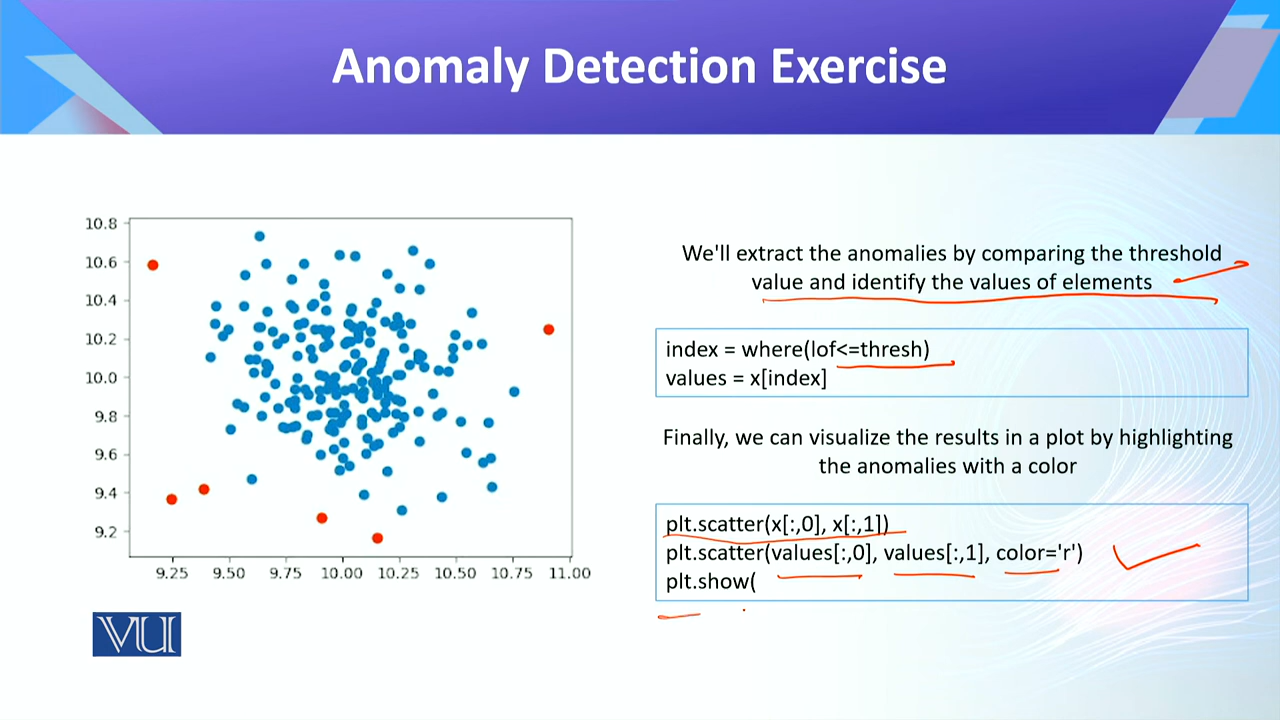 Anomaly Detection Exercise
10.8
10.6
10.4
10.2
10.0
9.8
9.6
9.4
9.2
9.25 9.50 9.75 10.00 10.25 10.50 10.75 11.00
VU
We'll extract the anomalies by comparing the threshold
value and identify the values of elements
index = where(lof<=thresh)
values = x[index]
Finally, we can visualize the results in a plot by highlighting
the anomalies with a color
plt.scatter(x[:,0], x[:,1])
plt.scatter(values[:,0], values[:,1], color='r')
plt.show(